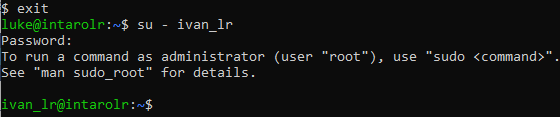 $ exit
luke@intarolr:~$ su - ivan_lr
Password:
To run a command as administrator (user "root"), use "sudo <command>".
See "man sudo_root" for details.
ivan_lr@intarolr:~$